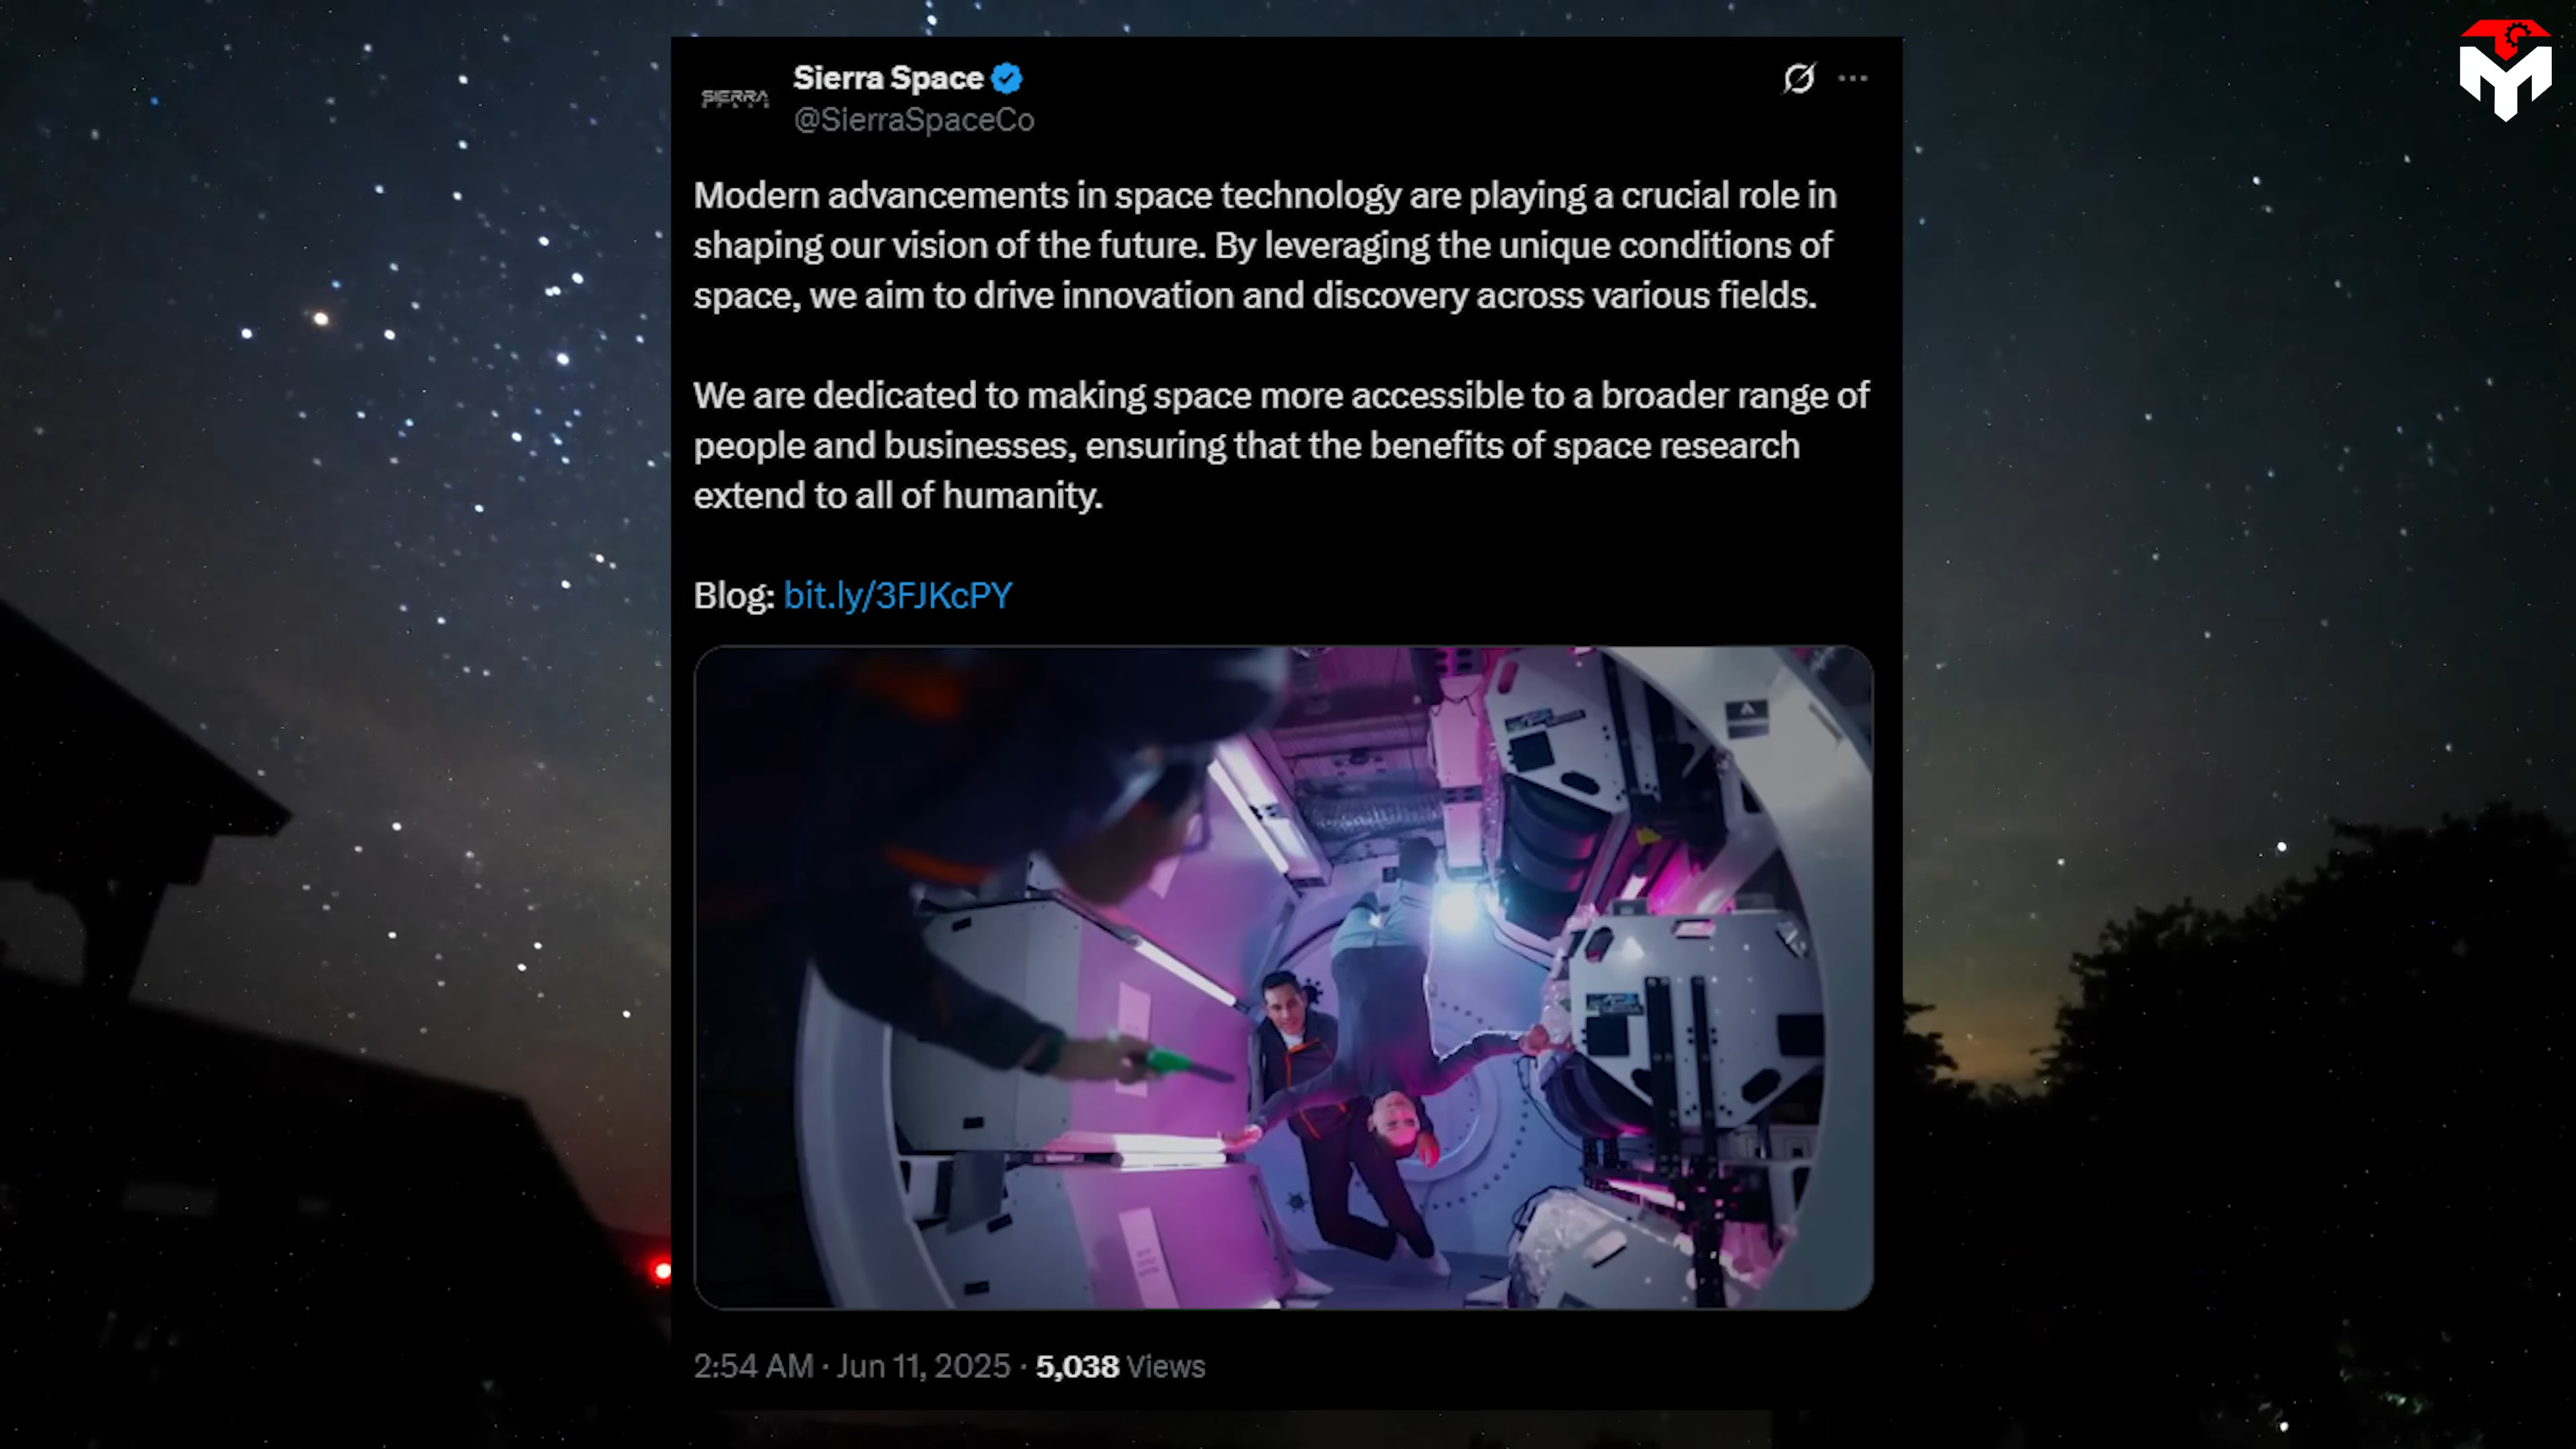 Sierra Space
SIERRA
@SierraSpaceCo
Modern advancements in space technology are playing a crucial role in
shaping our vision of the future. By leveraging the unique conditions of
space, we aim to drive innovation and discovery across various fields.
We are dedicated to making space more accessible to a broader range of
people and businesses, ensuring that the benefits of space research
extend to all of humanity.
Blog: bit.ly/3FJKcPY
2:54 AM · Jun 11, 2025 · 5,038 Views